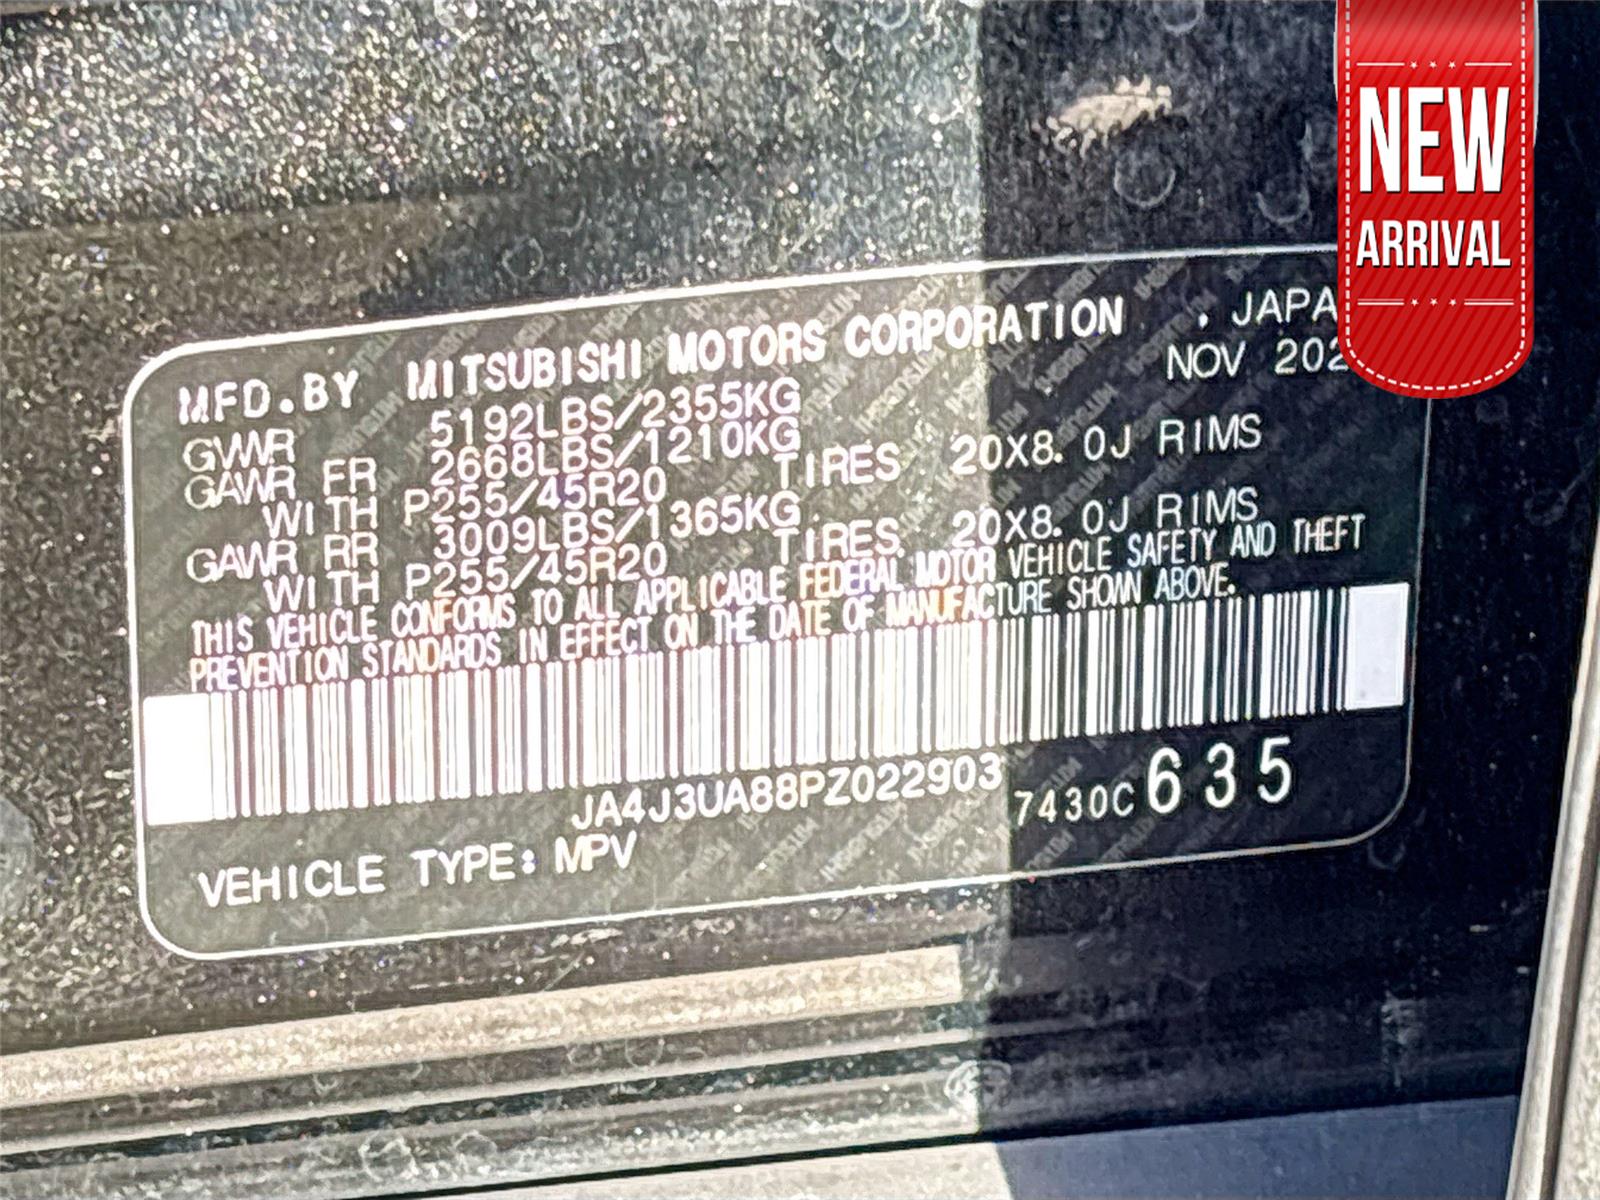 NEW
ARRIVAL
MFD.BY MITSUBISHI MOTORS CORPORATION , JAPA
NOV 202
GVWR 5192LBS/2355KG
GAWR FR 2668LBS/1210KG
WITH P255/45R20 TIRES 20X8.0J RIMS
GAWR RR 3009LBS/1365KG.
WITH P255/45R20 TIRES. 20X8.0J RIMS
THIS VEHICLE CONFORMS TO ALL APPLICABLE FEDERAL MOTOR VEHICLE SAFETY AND THEFT
PREVENTION STANDARDS IN EFFECT ON THE DATE OF MANUFACTURE SHOWN ABOVE.
JA4J3UA88PZ022903 7430C 635
VEHICLE TYPE: MPV